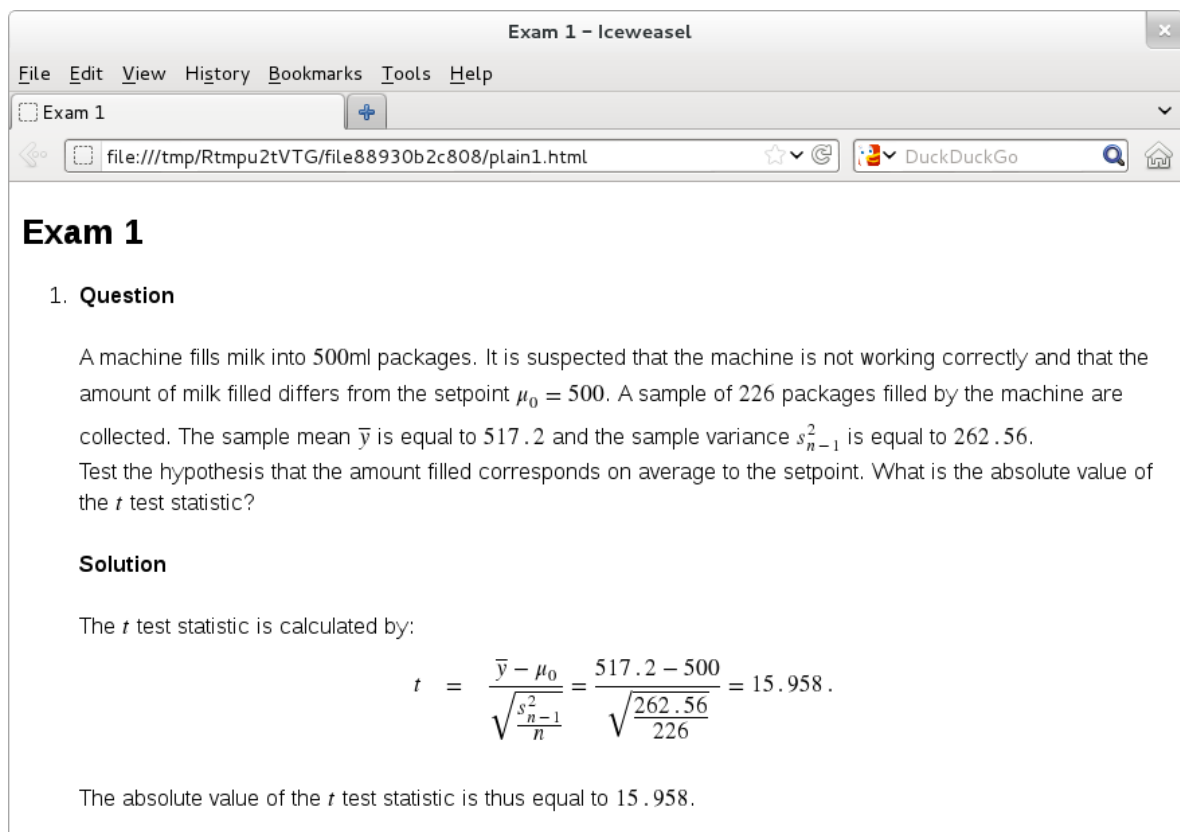 Exam 1 – Iceweasel
File Edit View History Bookmarks Tools Help
Exam 1
file:///tmp/Rtmpu2tVTG/file88930b2c808/plain1.html DuckDuckGo
Exam 1
1. Question
A machine fills milk into 500ml packages. It is suspected that the machine is not working correctly and that the
amount of milk filled differs from the setpoint μ₀ = 500. A sample of 226 packages filled by the machine are
collected. The sample mean y̅ is equal to 517.2 and the sample variance s²ₙ₋₁ is equal to 262.56.
Test the hypothesis that the amount filled corresponds on average to the setpoint. What is the absolute value of
the t test statistic?
Solution
The t test statistic is calculated by:
t = (y̅ − μ₀) / √(s²ₙ₋₁ / n) = (517.2 − 500) / √(262.56 / 226) = 15.958.
The absolute value of the t test statistic is thus equal to 15.958.